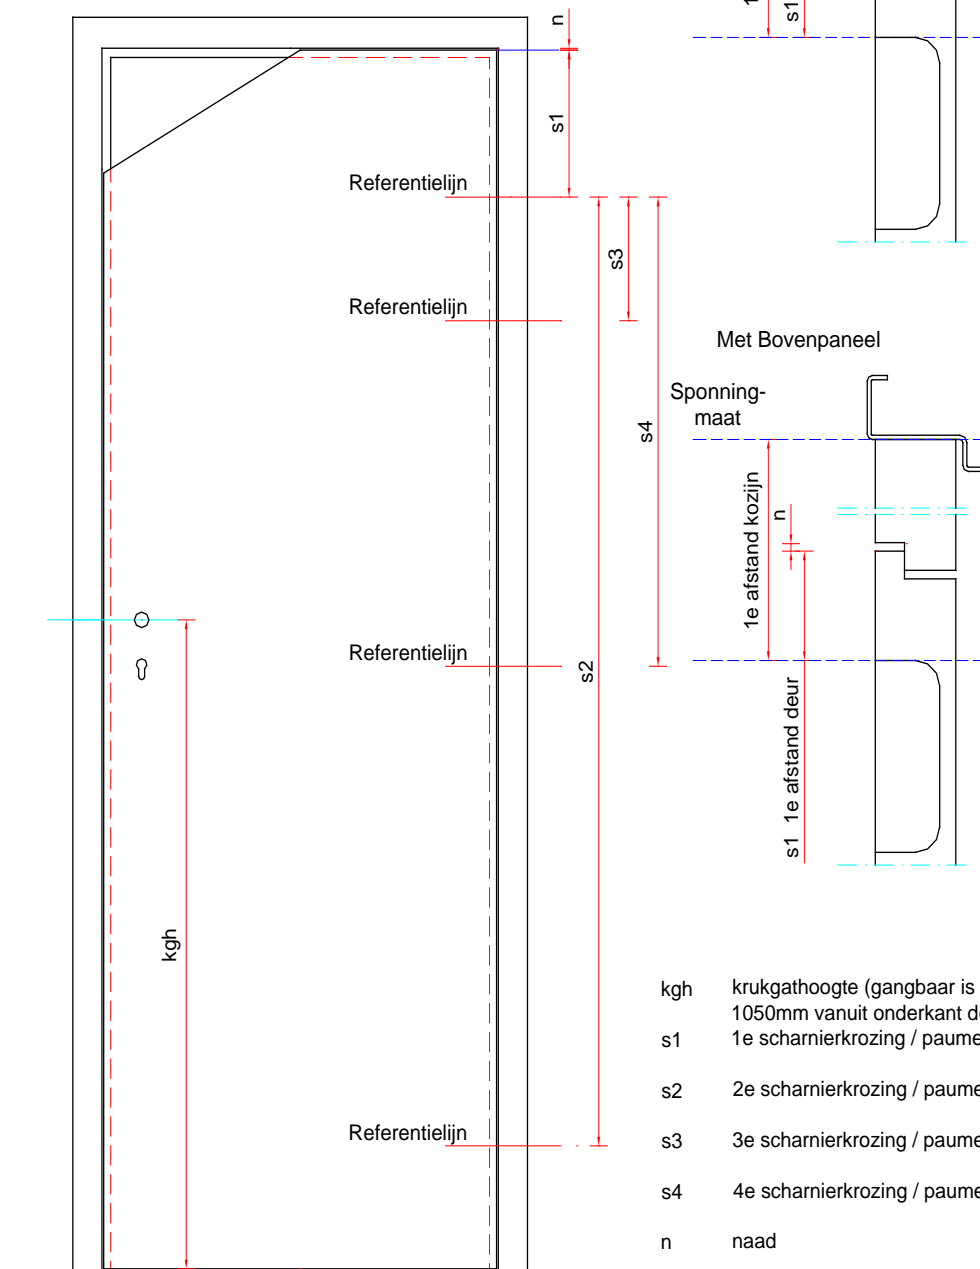 n
s1
s1
Referentielijn
Referentielijn
s3
s4
Met Bovenpaneel
Sponning-
maat
1e afstand kozijn
n
Referentielijn
s2
s1 1e afstand deur
kgh
Referentielijn
kgh krukgathoogte (gangbaar is
1050mm vanuit onderkant
s1 1e scharnierkrozing / paume
s2 2e scharnierkrozing / paume
s3 3e scharnierkrozing / paume
s4 4e scharnierkrozing / paume
n naad